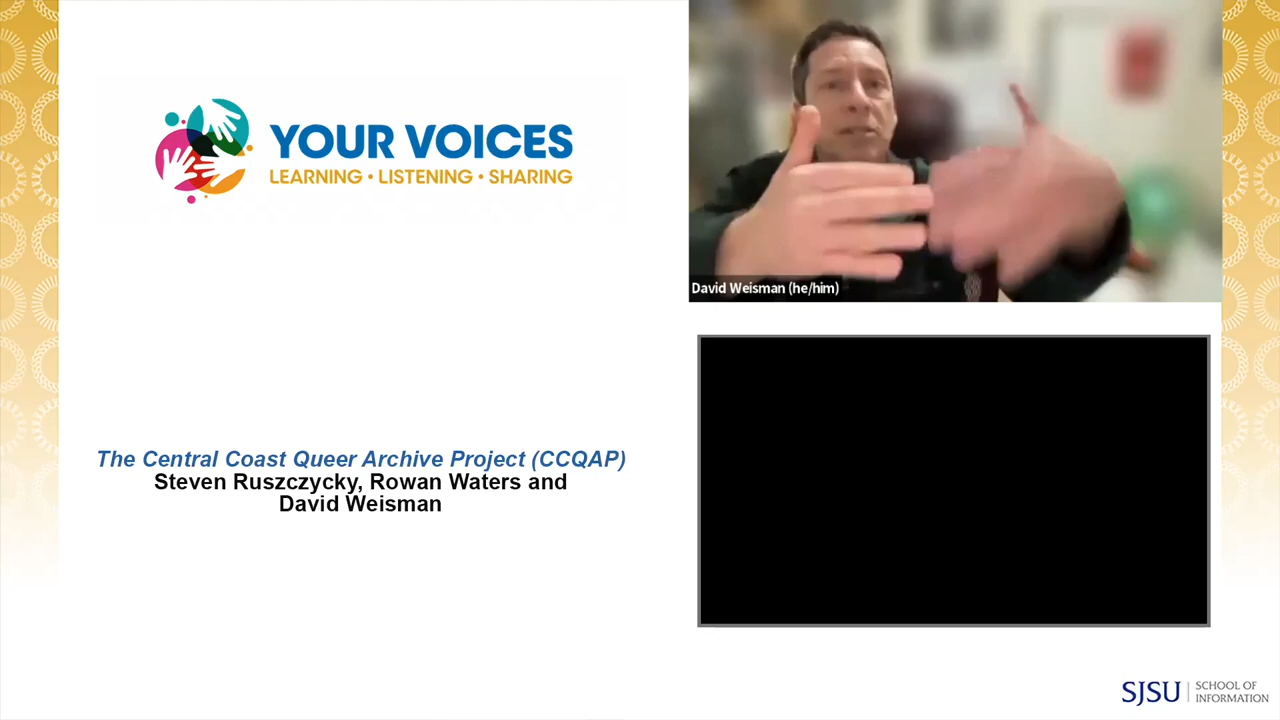 YOUR VOICES
LEARNING • LISTENING • SHARING
David Weisman (he/him)
The Central Coast Queer Archive Project (CCQAP)
Steven Ruszczycky, Rowan Waters and
David Weisman
SJSU SCHOOL OF
INFORMATION